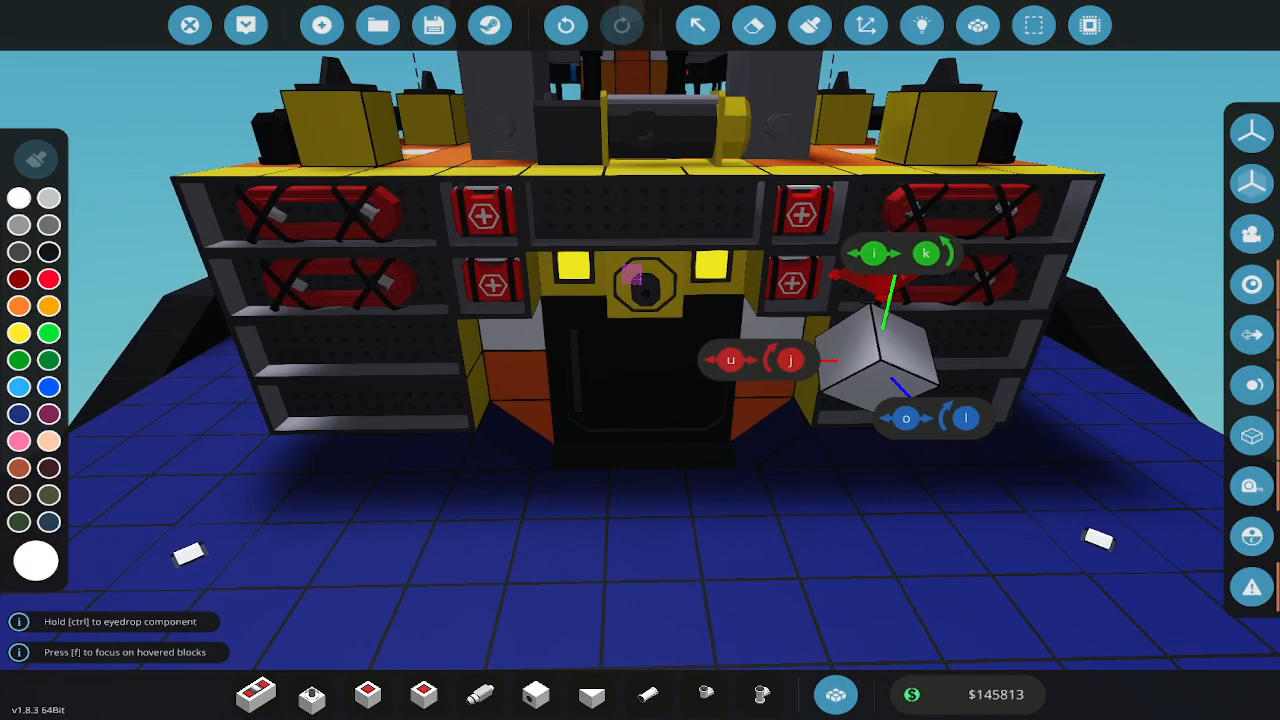 i k
u j
o l
Hold [ctrl] to eyedrop component
Press [f] to focus on hovered blocks
$ $145813
v1.8.3 64Bit